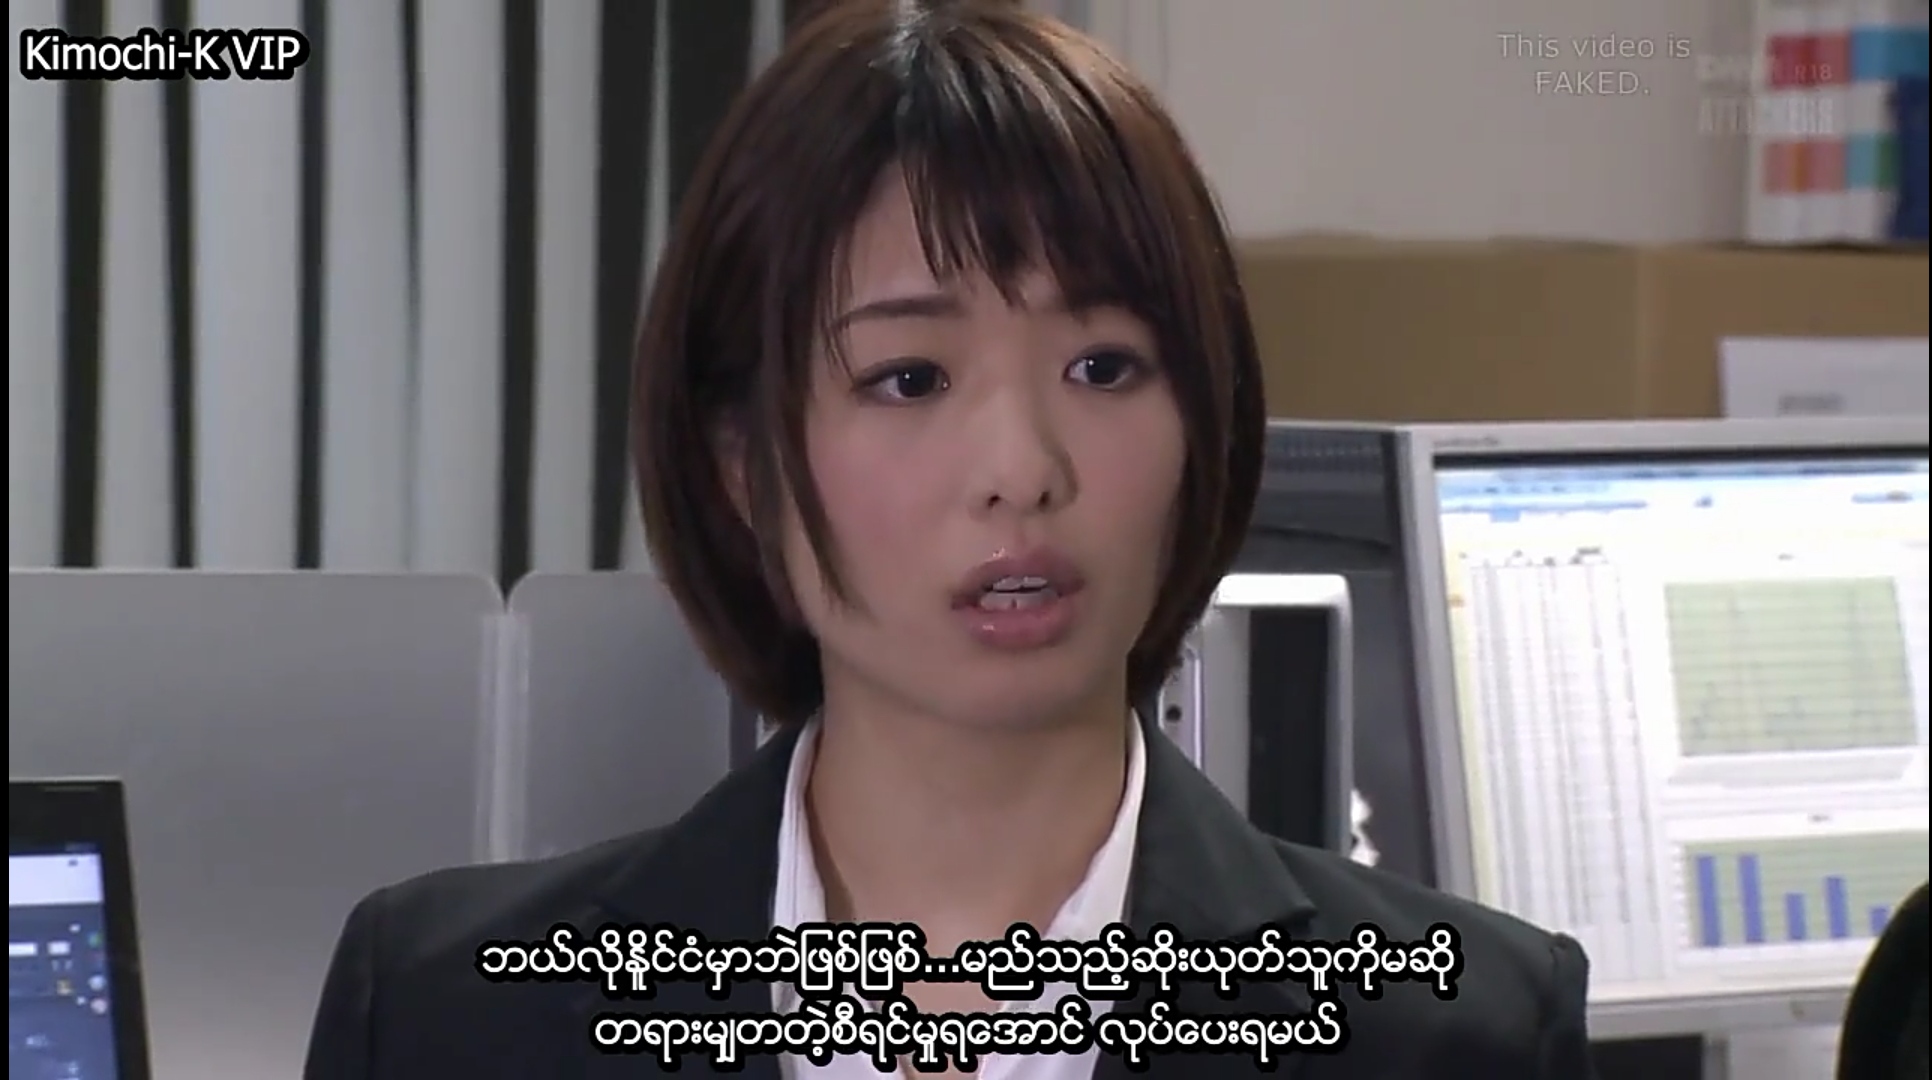 Kimochi-K VIP
This video is
FAKED.
R18
ATTACKERS
ဘယ်လိုနိုင်ငံမှာဘဲဖြစ်ဖြစ်...မည်သည့်ဆိုးယုတ်သူကိုမဆို
တရားမျှတတဲ့စီရင်မှုရအောင် လုပ်ပေးရမယ်